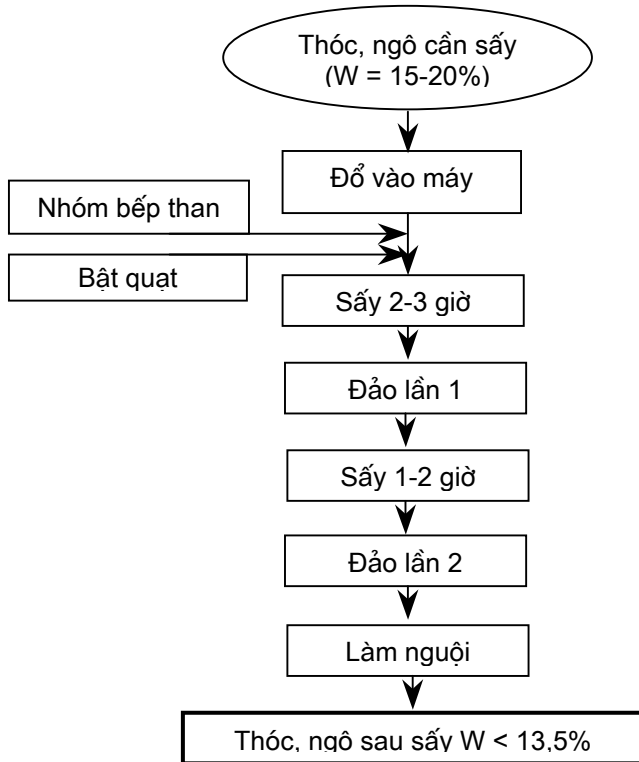 Thóc, ngô cần sấy
(W = 15-20%)
Đổ vào máy
Nhóm bếp than
Bật quạt
Sấy 2-3 giờ
Đảo lần 1
Sấy 1-2 giờ
Đảo lần 2
Làm nguội
Thóc, ngô sau sấy W < 13,5%